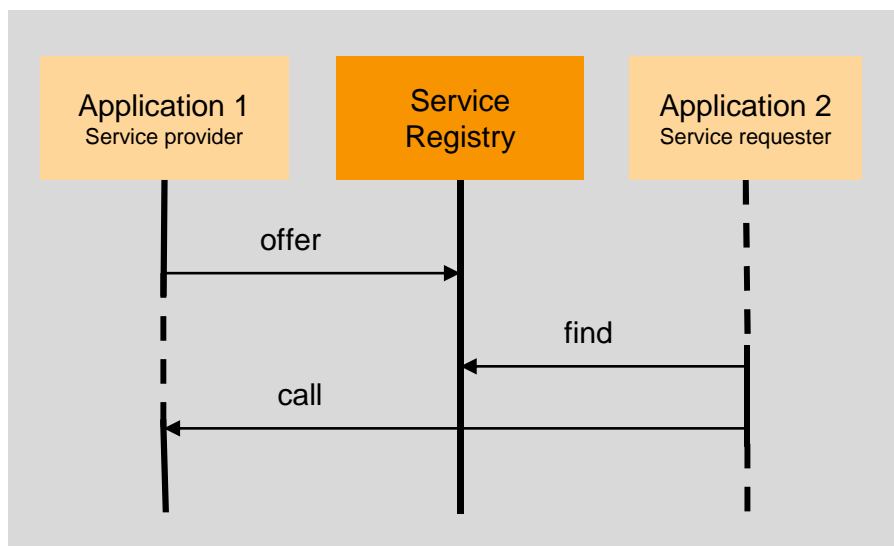 Application 1
Service provider
Service
Registry
Application 2
Service requester
offer
find
call